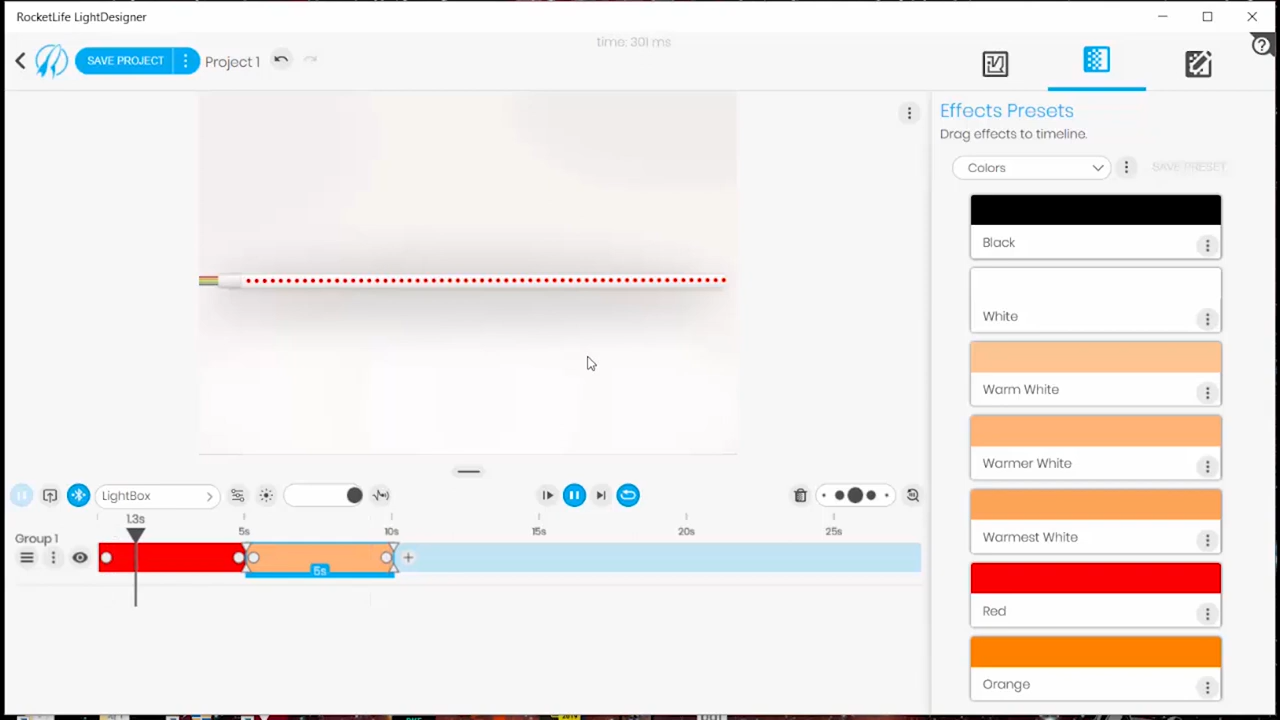 RocketLife LightDesigner
time: 301 ms
SAVE PROJECT
Project 1
Effects Presets
Drag effects to timeline.
Colors
SAVE PRESET
Black
White
Warm White
Warmer White
Warmest White
Red
Orange
LightBox
1.3s
5s
10s
15s
20s
25s
Group 1
5s